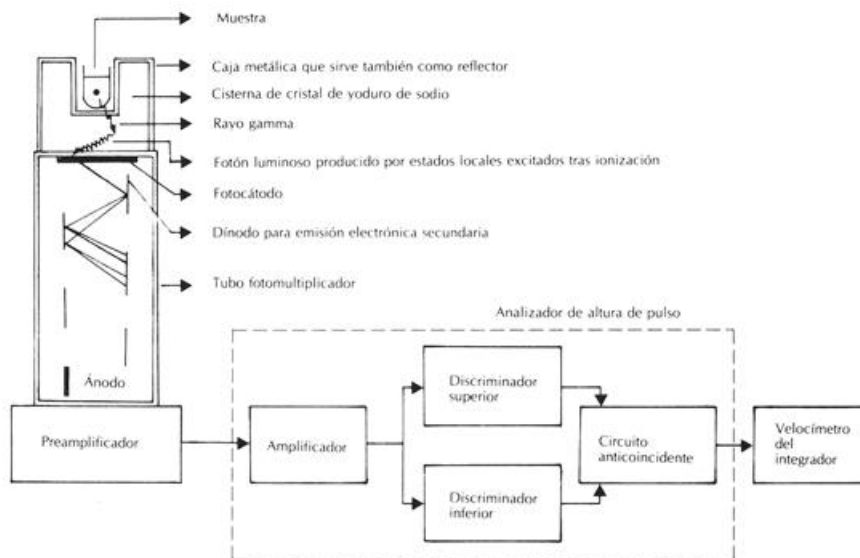 Muestra
Caja metálica que sirve también como reflector
Cisterna de cristal de yoduro de sodio
Rayo gamma
Fotón luminoso producido por estados locales excitados tras ionización
Fotocátodo
Dínodo para emisión electrónica secundaria
Tubo fotomultiplicador
Analizador de altura de pulso
Ánodo
Preamplificador
Amplificador
Discriminador
superior
Discriminador
inferior
Circuito
anticoincidente
Velocímetro
del
integrador